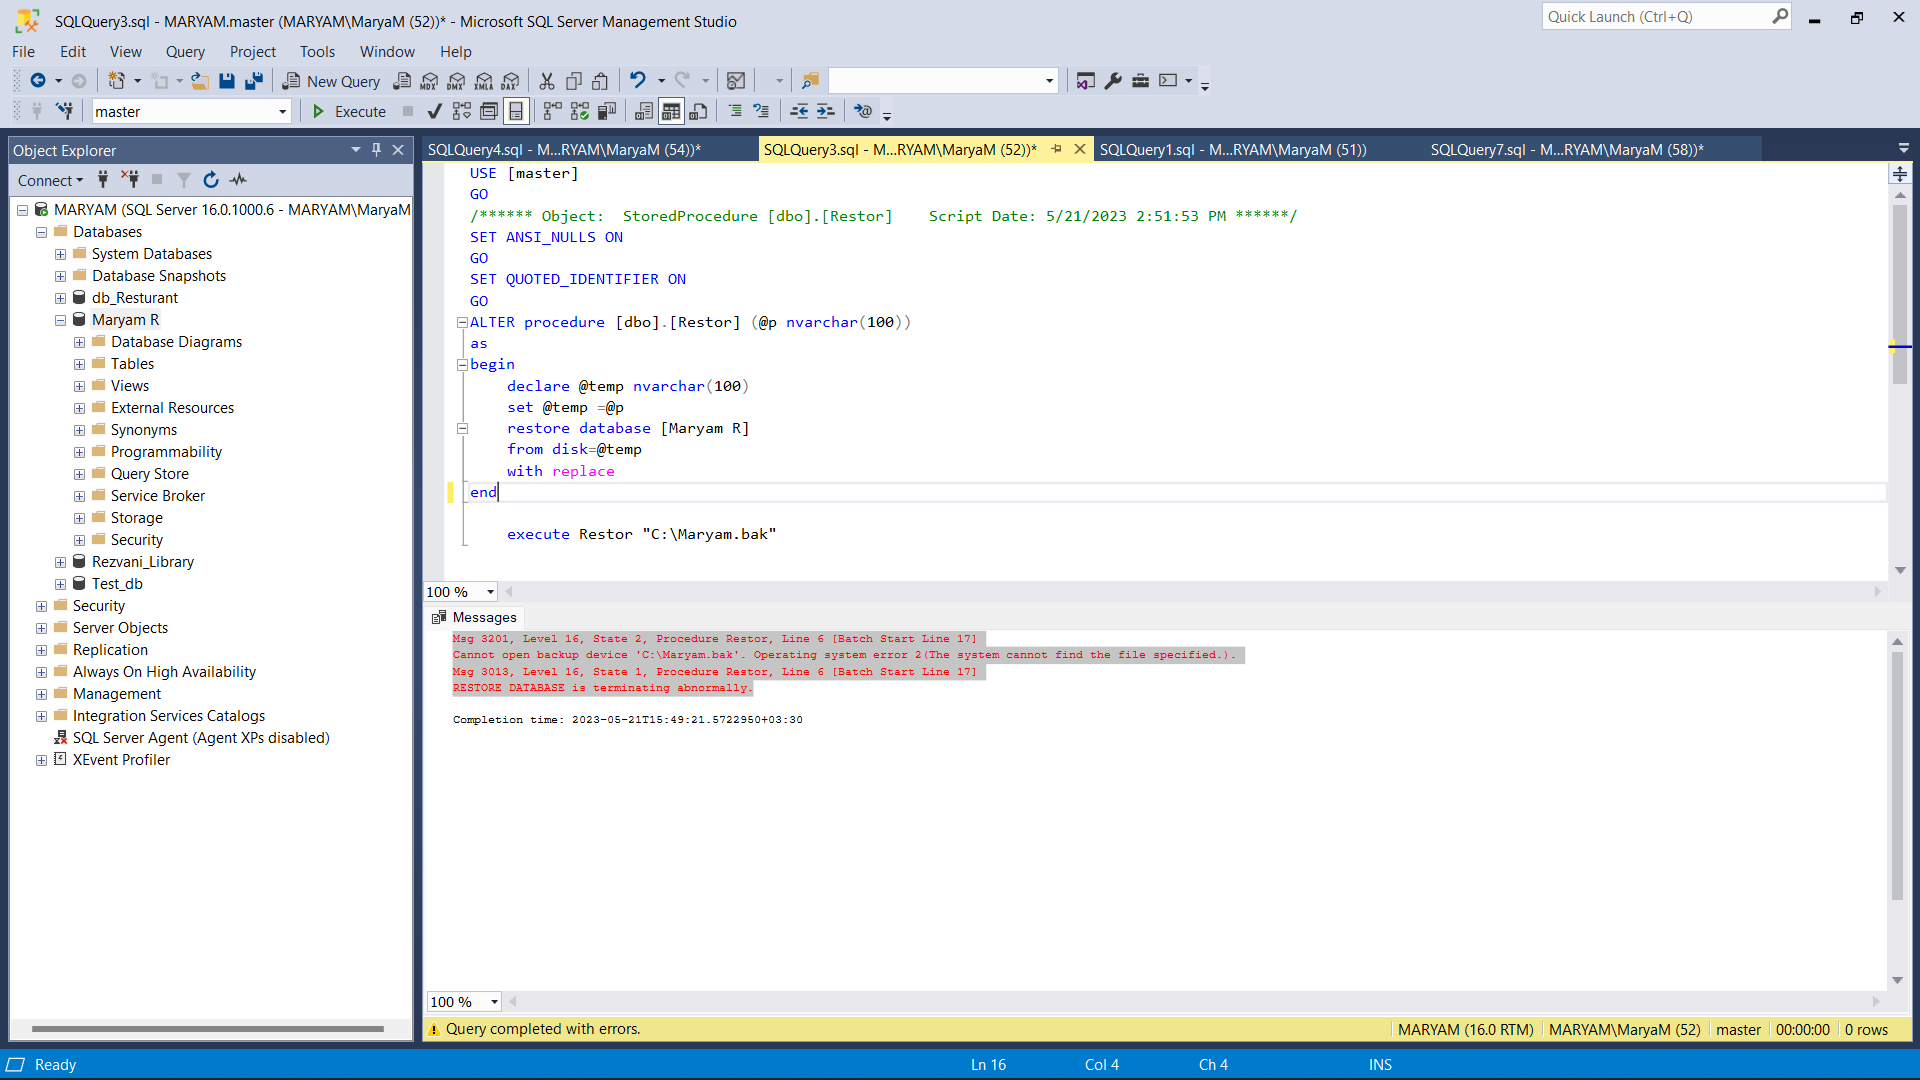 SQLQuery3.sql - MARYAM.master (MARYAM\MaryaM (52))* - Microsoft SQL Server Management Studio
Quick Launch (Ctrl+Q)
File Edit View Query Project Tools Window Help
New Query MDX DMX XMLA DAX
master Execute
Object Explorer
SQLQuery4.sql - M...RYAM\MaryaM (54))*
SQLQuery3.sql - M...RYAM\MaryaM (52))*
SQLQuery1.sql - M...RYAM\MaryaM (51))
SQLQuery7.sql - M...RYAM\MaryaM (58))*
Connect
MARYAM (SQL Server 16.0.1000.6 - MARYAM\MaryaM
Databases
System Databases
Database Snapshots
db_Resturant
Maryam R
Database Diagrams
Tables
Views
External Resources
Synonyms
Programmability
Query Store
Service Broker
Storage
Security
Rezvani_Library
Test_db
Security
Server Objects
Replication
Always On High Availability
Management
Integration Services Catalogs
SQL Server Agent (Agent XPs disabled)
XEvent Profiler
USE [master]
GO
/****** Object:  StoredProcedure [dbo].[Restor]    Script Date: 5/21/2023 2:51:53 PM ******/
SET ANSI_NULLS ON
GO
SET QUOTED_IDENTIFIER ON
GO
ALTER procedure [dbo].[Restor] (@p nvarchar(100))
as
begin
declare @temp nvarchar(100)
set @temp =@p
restore database [Maryam R]
from disk=@temp
with replace
end
execute Restor "C:\Maryam.bak"
100 %
Messages
Msg 3201, Level 16, State 2, Procedure Restor, Line 6 [Batch Start Line 17]
Cannot open backup device 'C:\Maryam.bak'. Operating system error 2(The system cannot find the file specified.).
Msg 3013, Level 16, State 1, Procedure Restor, Line 6 [Batch Start Line 17]
RESTORE DATABASE is terminating abnormally.
Completion time: 2023-05-21T15:49:21.5722950+03:30
100 %
Query completed with errors.
MARYAM (16.0 RTM) MARYAM\MaryaM (52) master 00:00:00 0 rows
Ready Ln 16 Col 4 Ch 4 INS